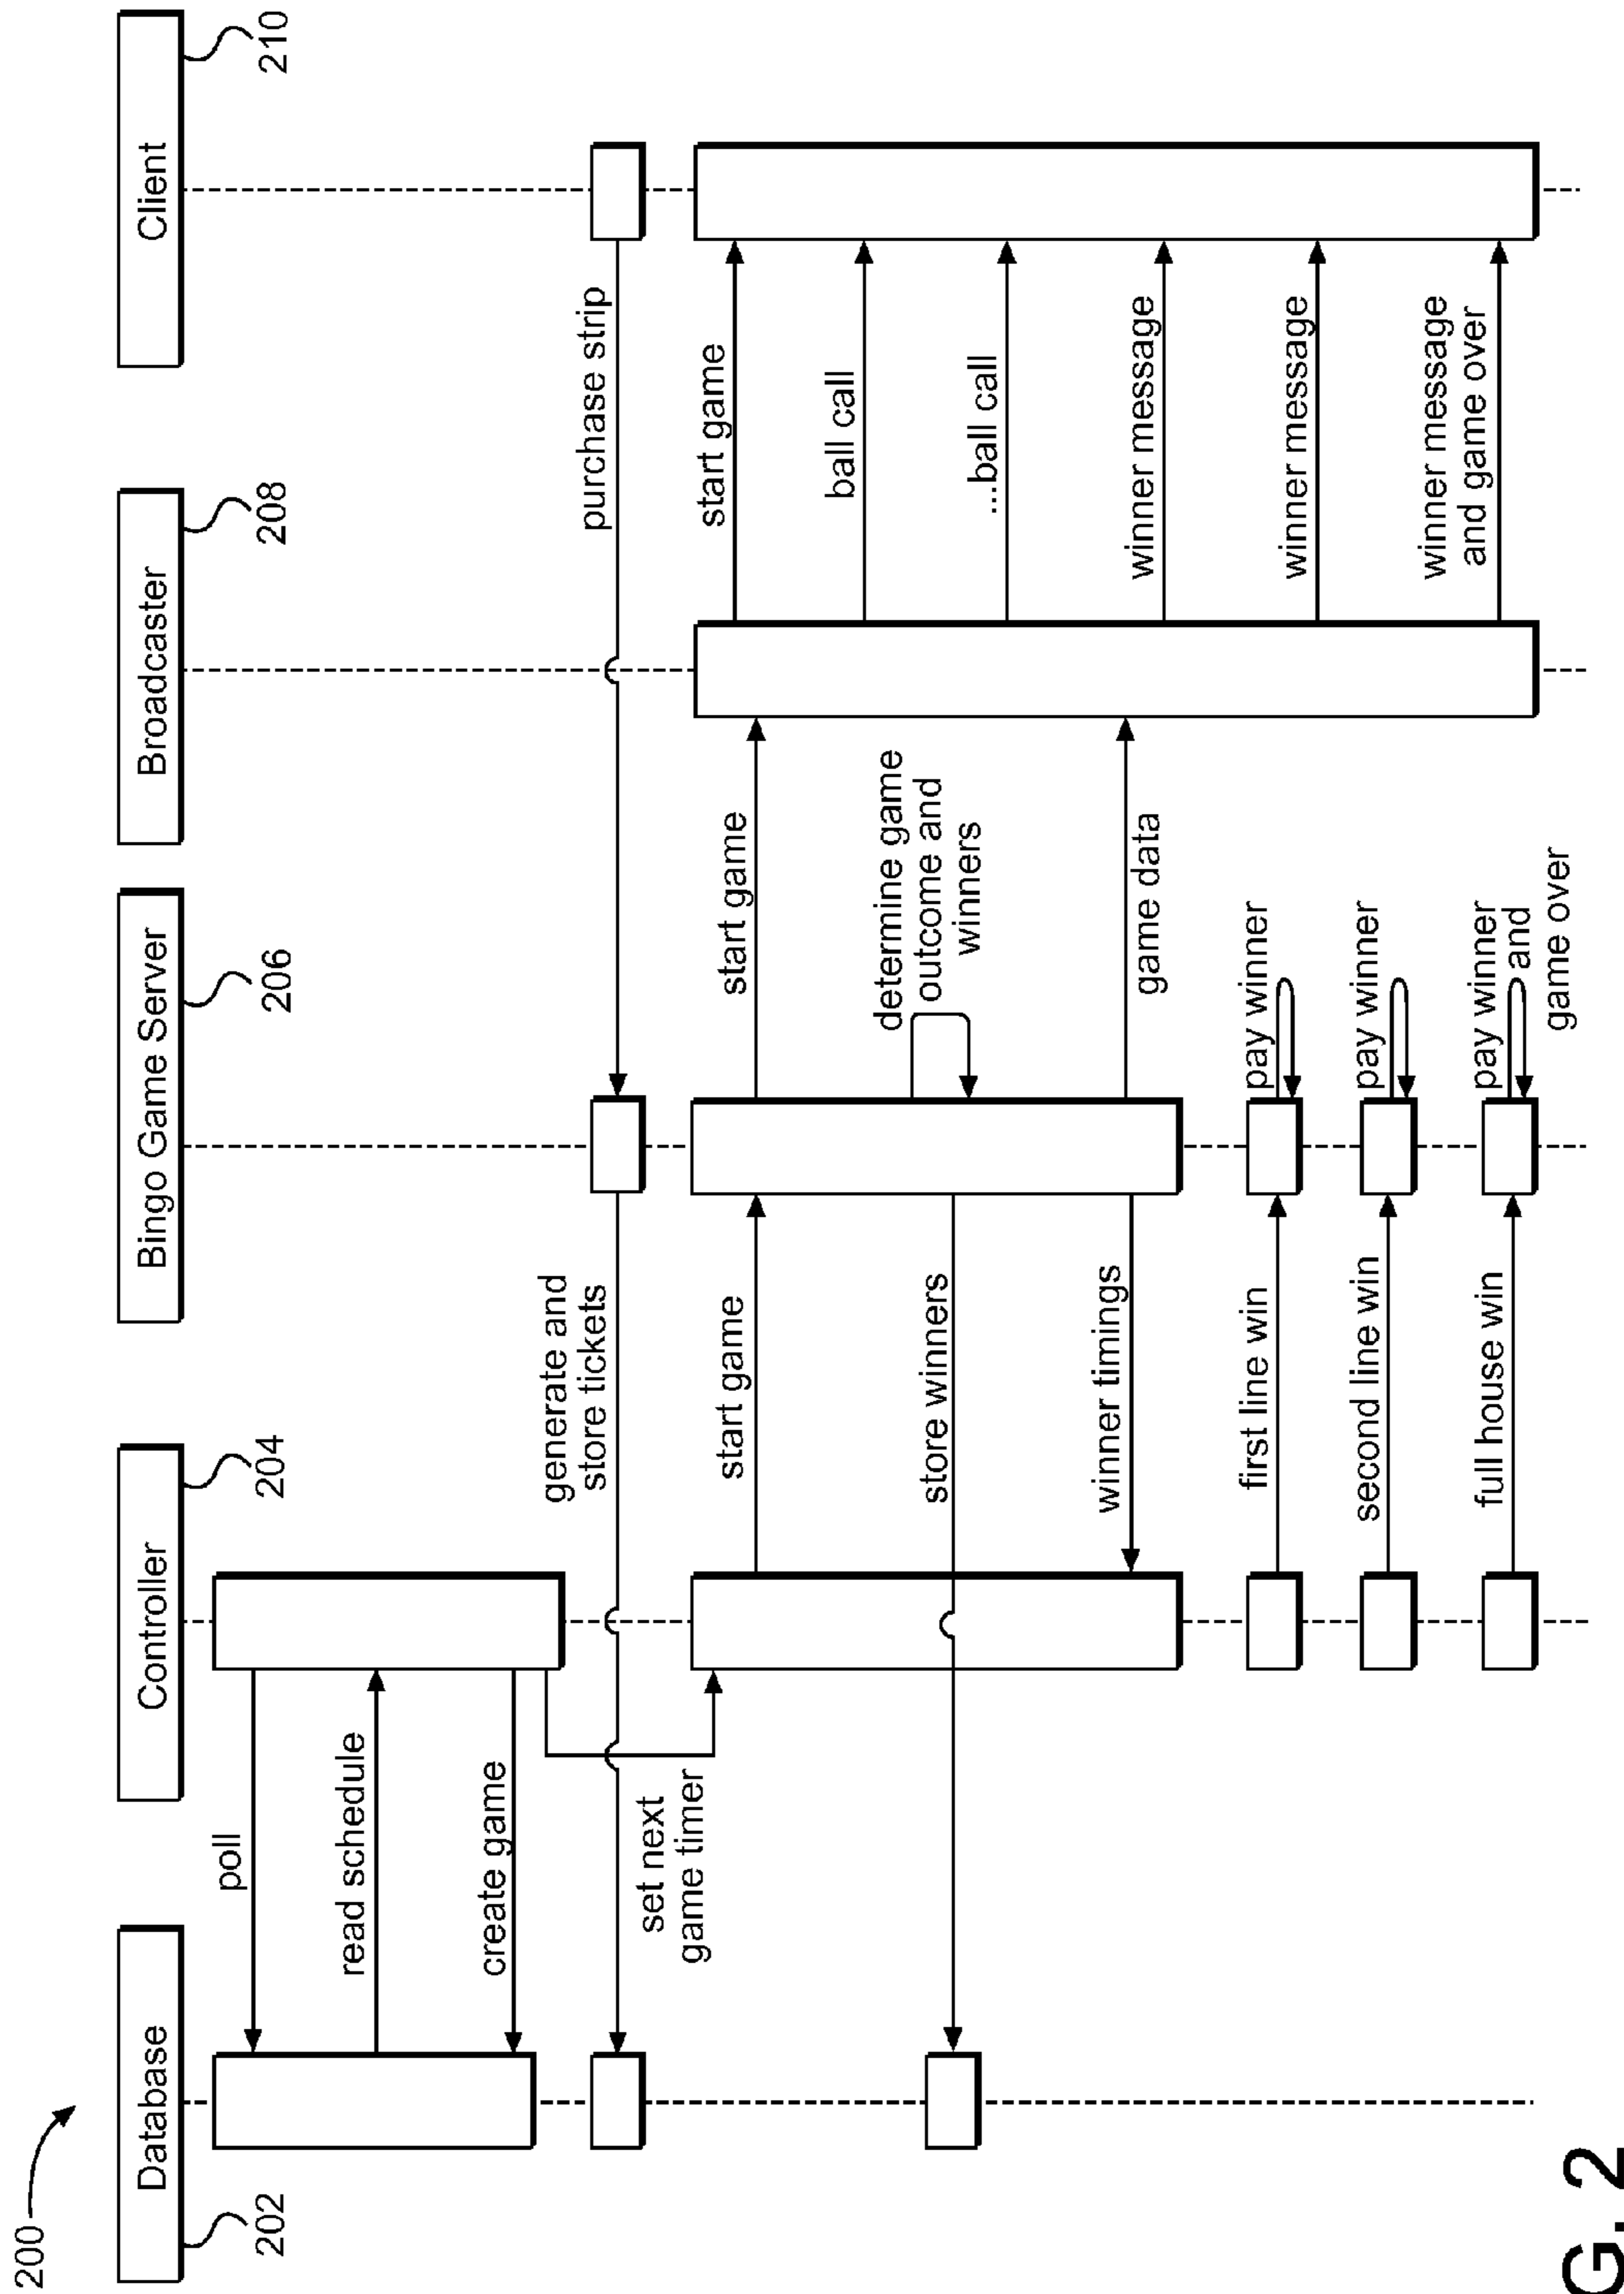 200
Database
202
Controller
204
Bingo Game Server
206
Broadcaster
208
Client
210
poll
read schedule
create game
set next
game timer
purchase strip
generate and
store tickets
start game
start game
start game
ball call
determine game
outcome and
winners
store winners
...ball call
winner timings
game data
winner message
first line win
pay winner
winner message
second line win
pay winner
full house win
pay winner
and
game over
winner message
and game over
G. 2